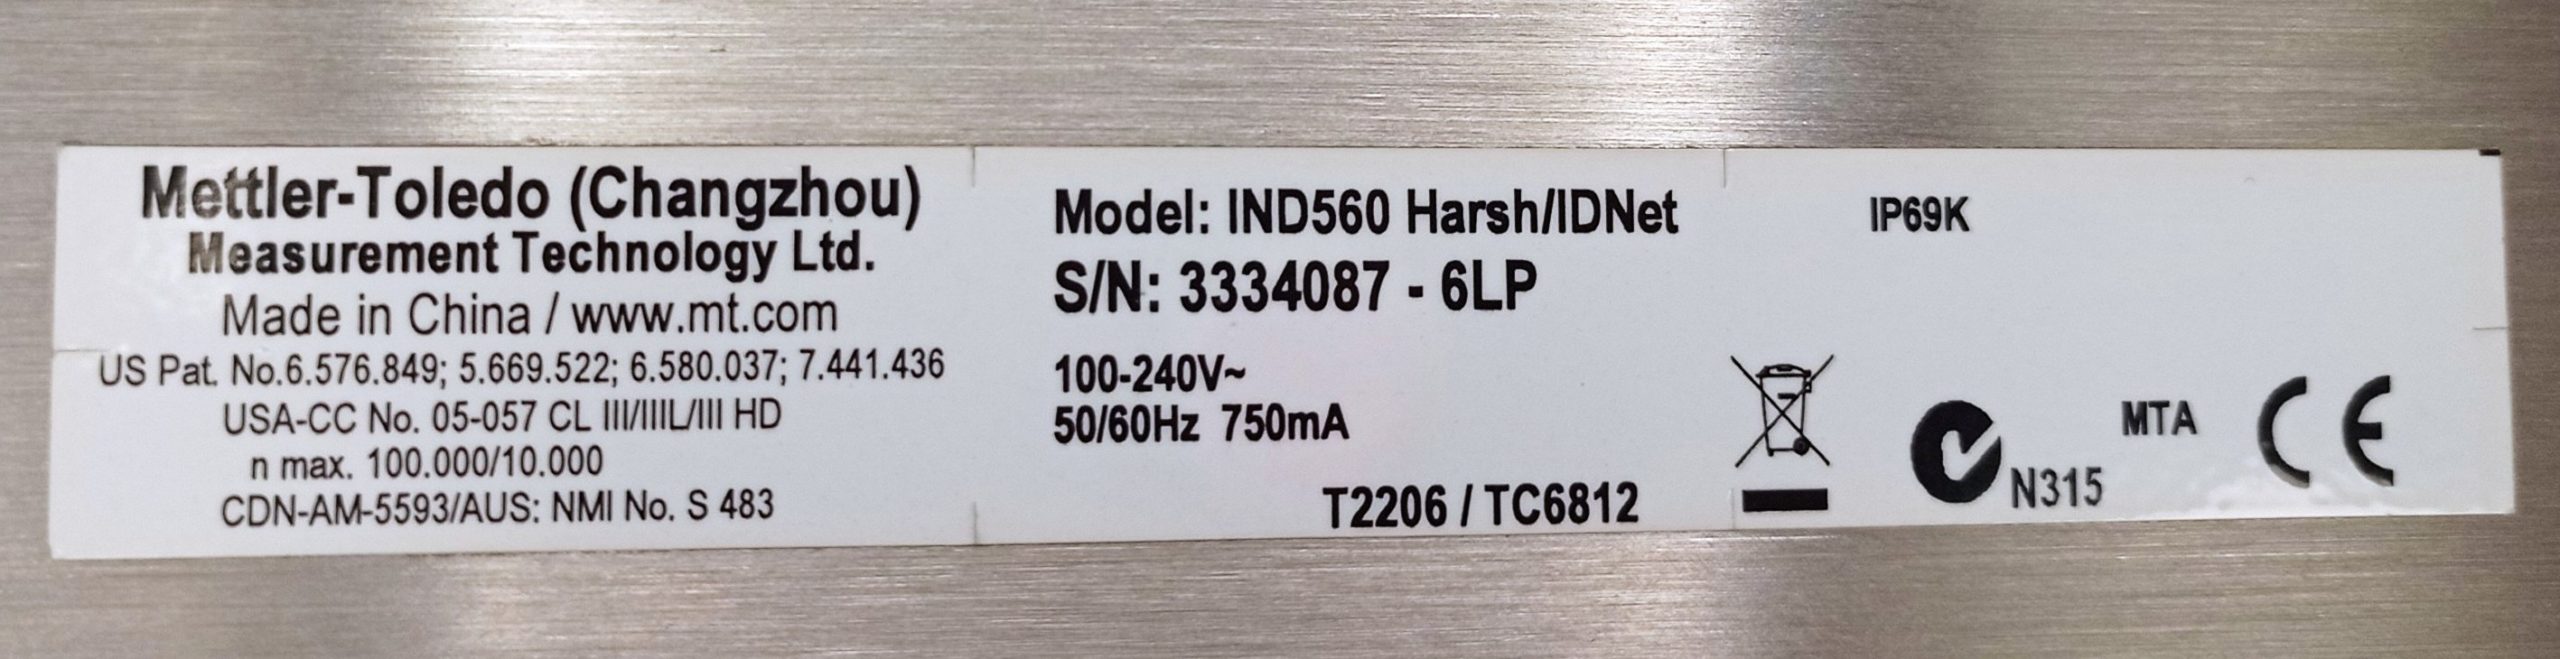 Mettler-Toledo (Changzhou)
Measurement Technology Ltd.
Made in China / www.mt.com
US Pat. No.6.576.849; 5.669.522; 6.580.037; 7.441.436
USA-CC No. 05-057 CL III/IIIL/III HD
n max. 100.000/10.000
CDN-AM-5593/AUS: NMI No. S 483
Model: IND560 Harsh/IDNet
S/N: 3334087 - 6LP
100-240V~
50/60Hz 750mA
T2206 / TC6812
IP69K
N315
MTA
CE